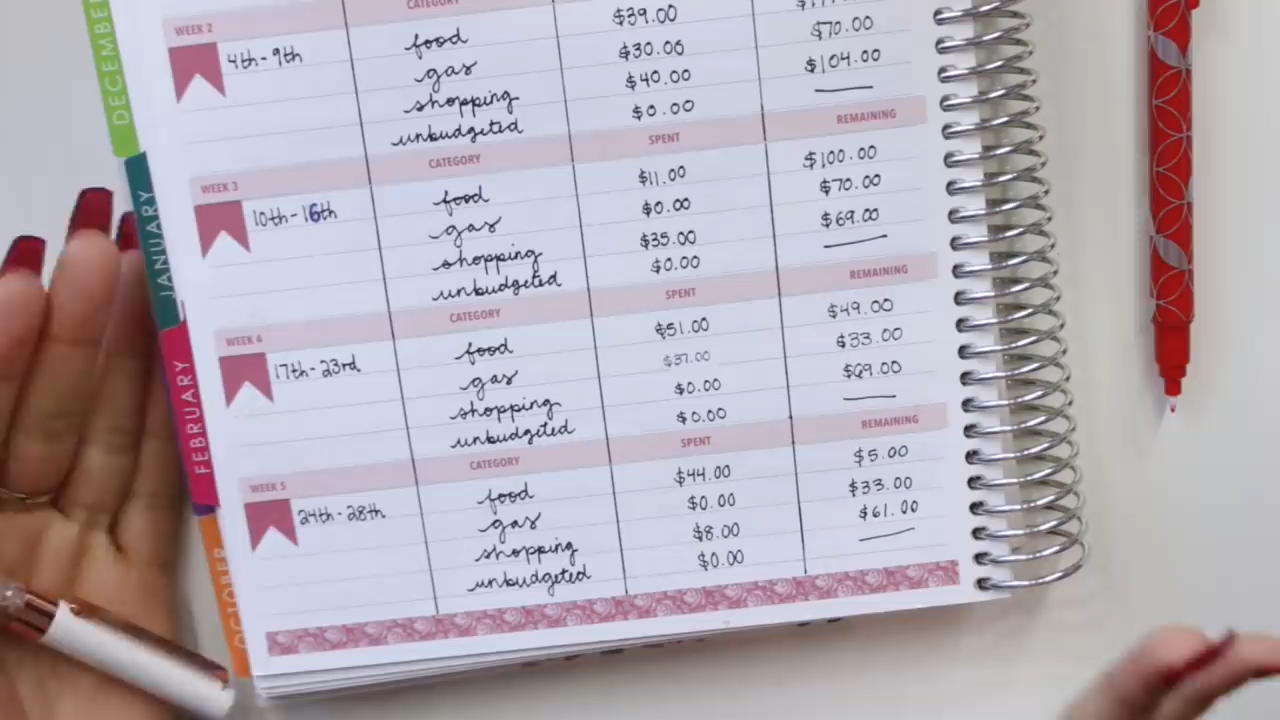 DECEMBER
JANUARY
FEBRUARY
OCTOBER
CATEGORY
WEEK 2
4th-9th
food $39.00
gas $30.06 $70.00
shopping $40.00 $104.00
unbudgeted $0.00
WEEK 3 CATEGORY SPENT REMAINING
10th-16th
food $11.00 $100.00
gas $0.00 $70.00
shopping $35.00 $69.00
unbudgeted $0.00
WEEK 4 CATEGORY SPENT REMAINING
17th-23rd
food $51.00 $49.00
gas $37.00 $33.00
shopping $0.00 $69.00
unbudgeted $0.00
WEEK 5 CATEGORY SPENT REMAINING
24th-28th
food $44.00 $5.00
gas $0.00 $33.00
shopping $8.00 $61.00
unbudgeted $0.00